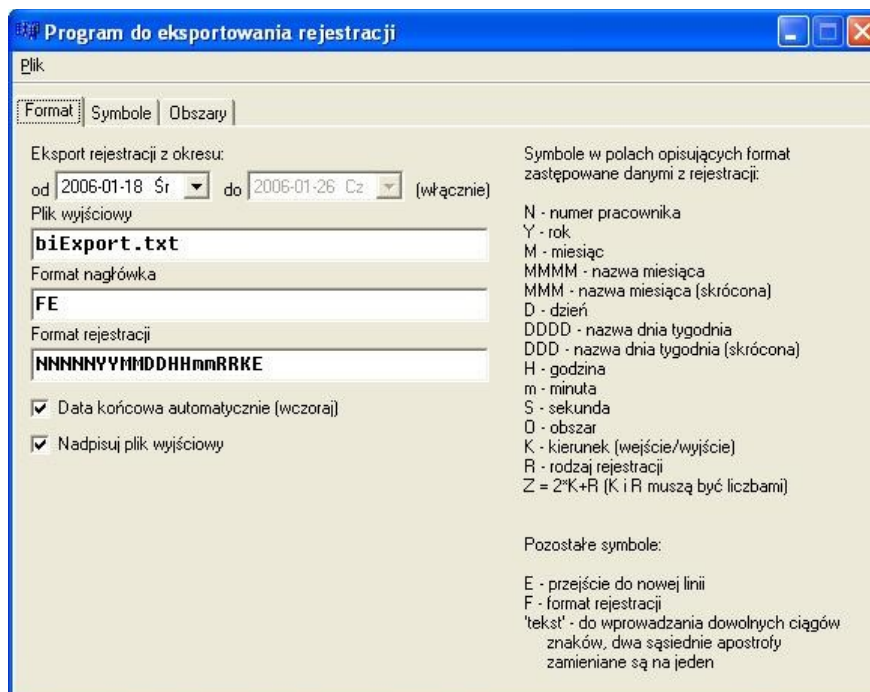 Program do eksportowania rejestracji
Plik
Format Symbole Obszary
Eksport rejestracji z okresu:
od 2006-01-18 Śr do 2006-01-26 Cz (włącznie)
Plik wyjściowy
biExport.txt
Format nagłówka
FE
Format rejestracji
NNNNNYYMMDDHHmmRRKE
Data końcowa automatycznie (wczoraj)
Nadpisuj plik wyjściowy
Symbole w polach opisujących format
zastępowane danymi z rejestracji:
N - numer pracownika
Y - rok
M - miesiąc
MMMM - nazwa miesiąca
MMM - nazwa miesiąca (skrócona)
D - dzień
DDDD - nazwa dnia tygodnia
DDD - nazwa dnia tygodnia (skrócona)
H - godzina
m - minuta
S - sekunda
O - obszar
K - kierunek (wejście/wyjście)
R - rodzaj rejestracji
Z = 2*K+R (K i R muszą być liczbami)
Pozostałe symbole:
E - przejście do nowej linii
F - format rejestracji
'tekst' - do wprowadzania dowolnych ciągów
znaków, dwa sąsiednie apostrofy
zamieniane są na jeden